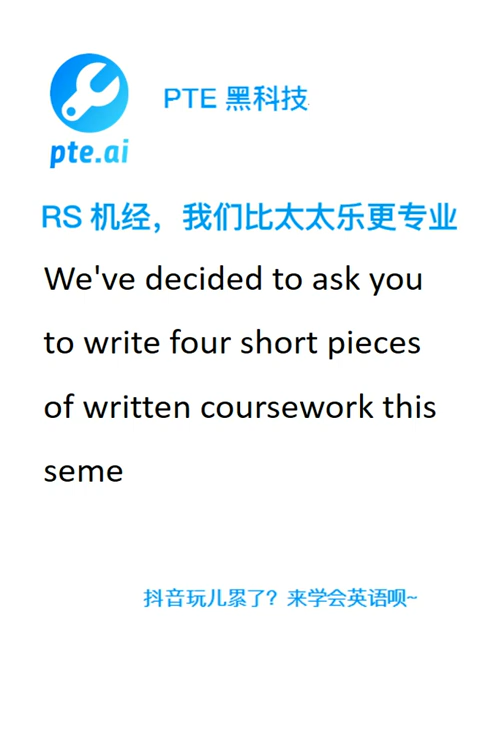 PTE 黑科技
pte.ai
RS 机经，我们比太太乐更专业
We've decided to ask you
to write four short pieces
of written coursework this
seme
抖音玩儿累了？来学会英语呗~